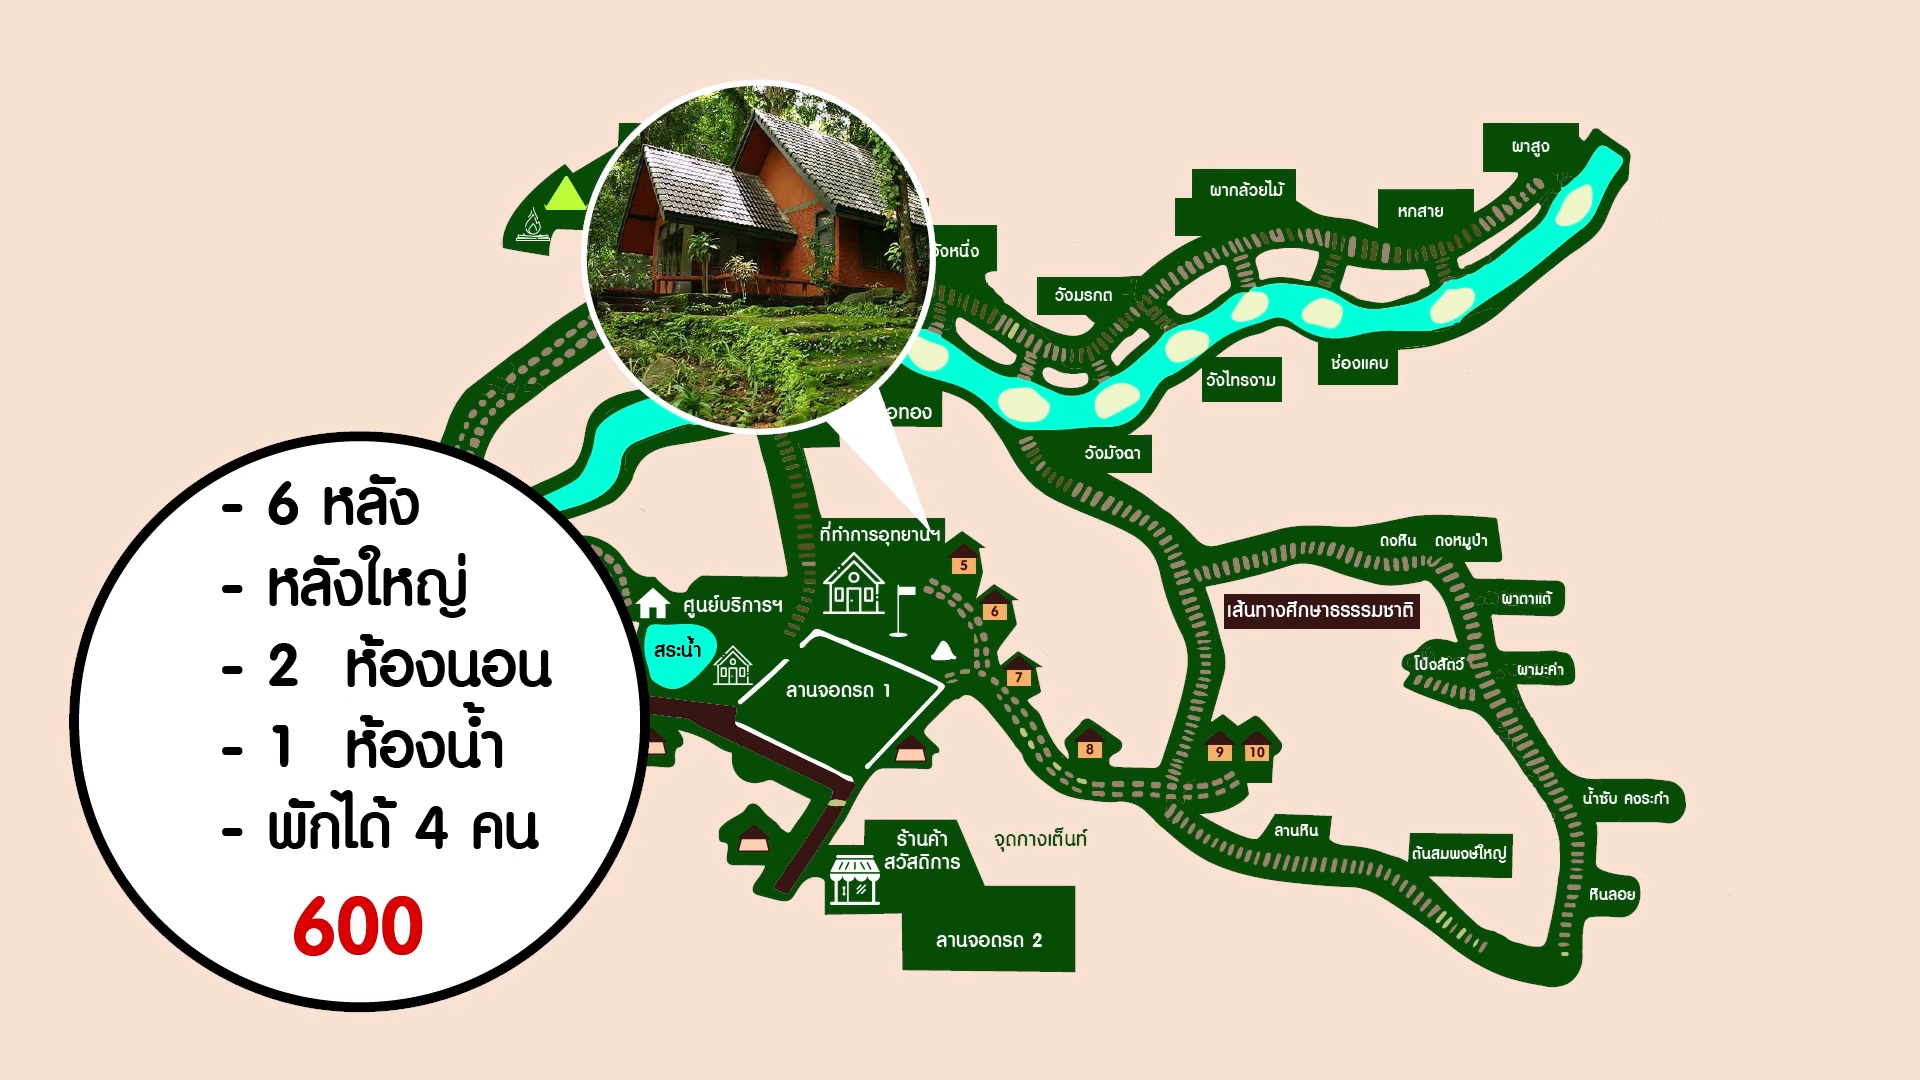 ผาสูง
ผากล้วยไม้
หกสาย
วังหนึ่ง
วังมรกต
ช่องแคบ
วังไทรงาม
อทอง
วังมัจฉา
- 6 หลัง
- หลังใหญ่
- 2 ห้องนอน
- 1 ห้องน้ำ
- พักได้ 4 คน
600
ที่ทำการอุทยานฯ
ดงหิน ดงหมูป่า
5
ศูนย์บริการฯ
6
ผาตาแต้
เส้นทางศึกษาธรรรมชาติ
สระน้ำ
โป่งสัตว์
ผามะค่า
7
ลานจอดรถ 1
8
9
10
น้ำซับ คงระกำ
ลานหิน
ร้านค้า
สวัสดิการ
จุดกางเต็นท์
ต้นสมพงษ์ใหญ่
หินลอย
ลานจอดรถ 2